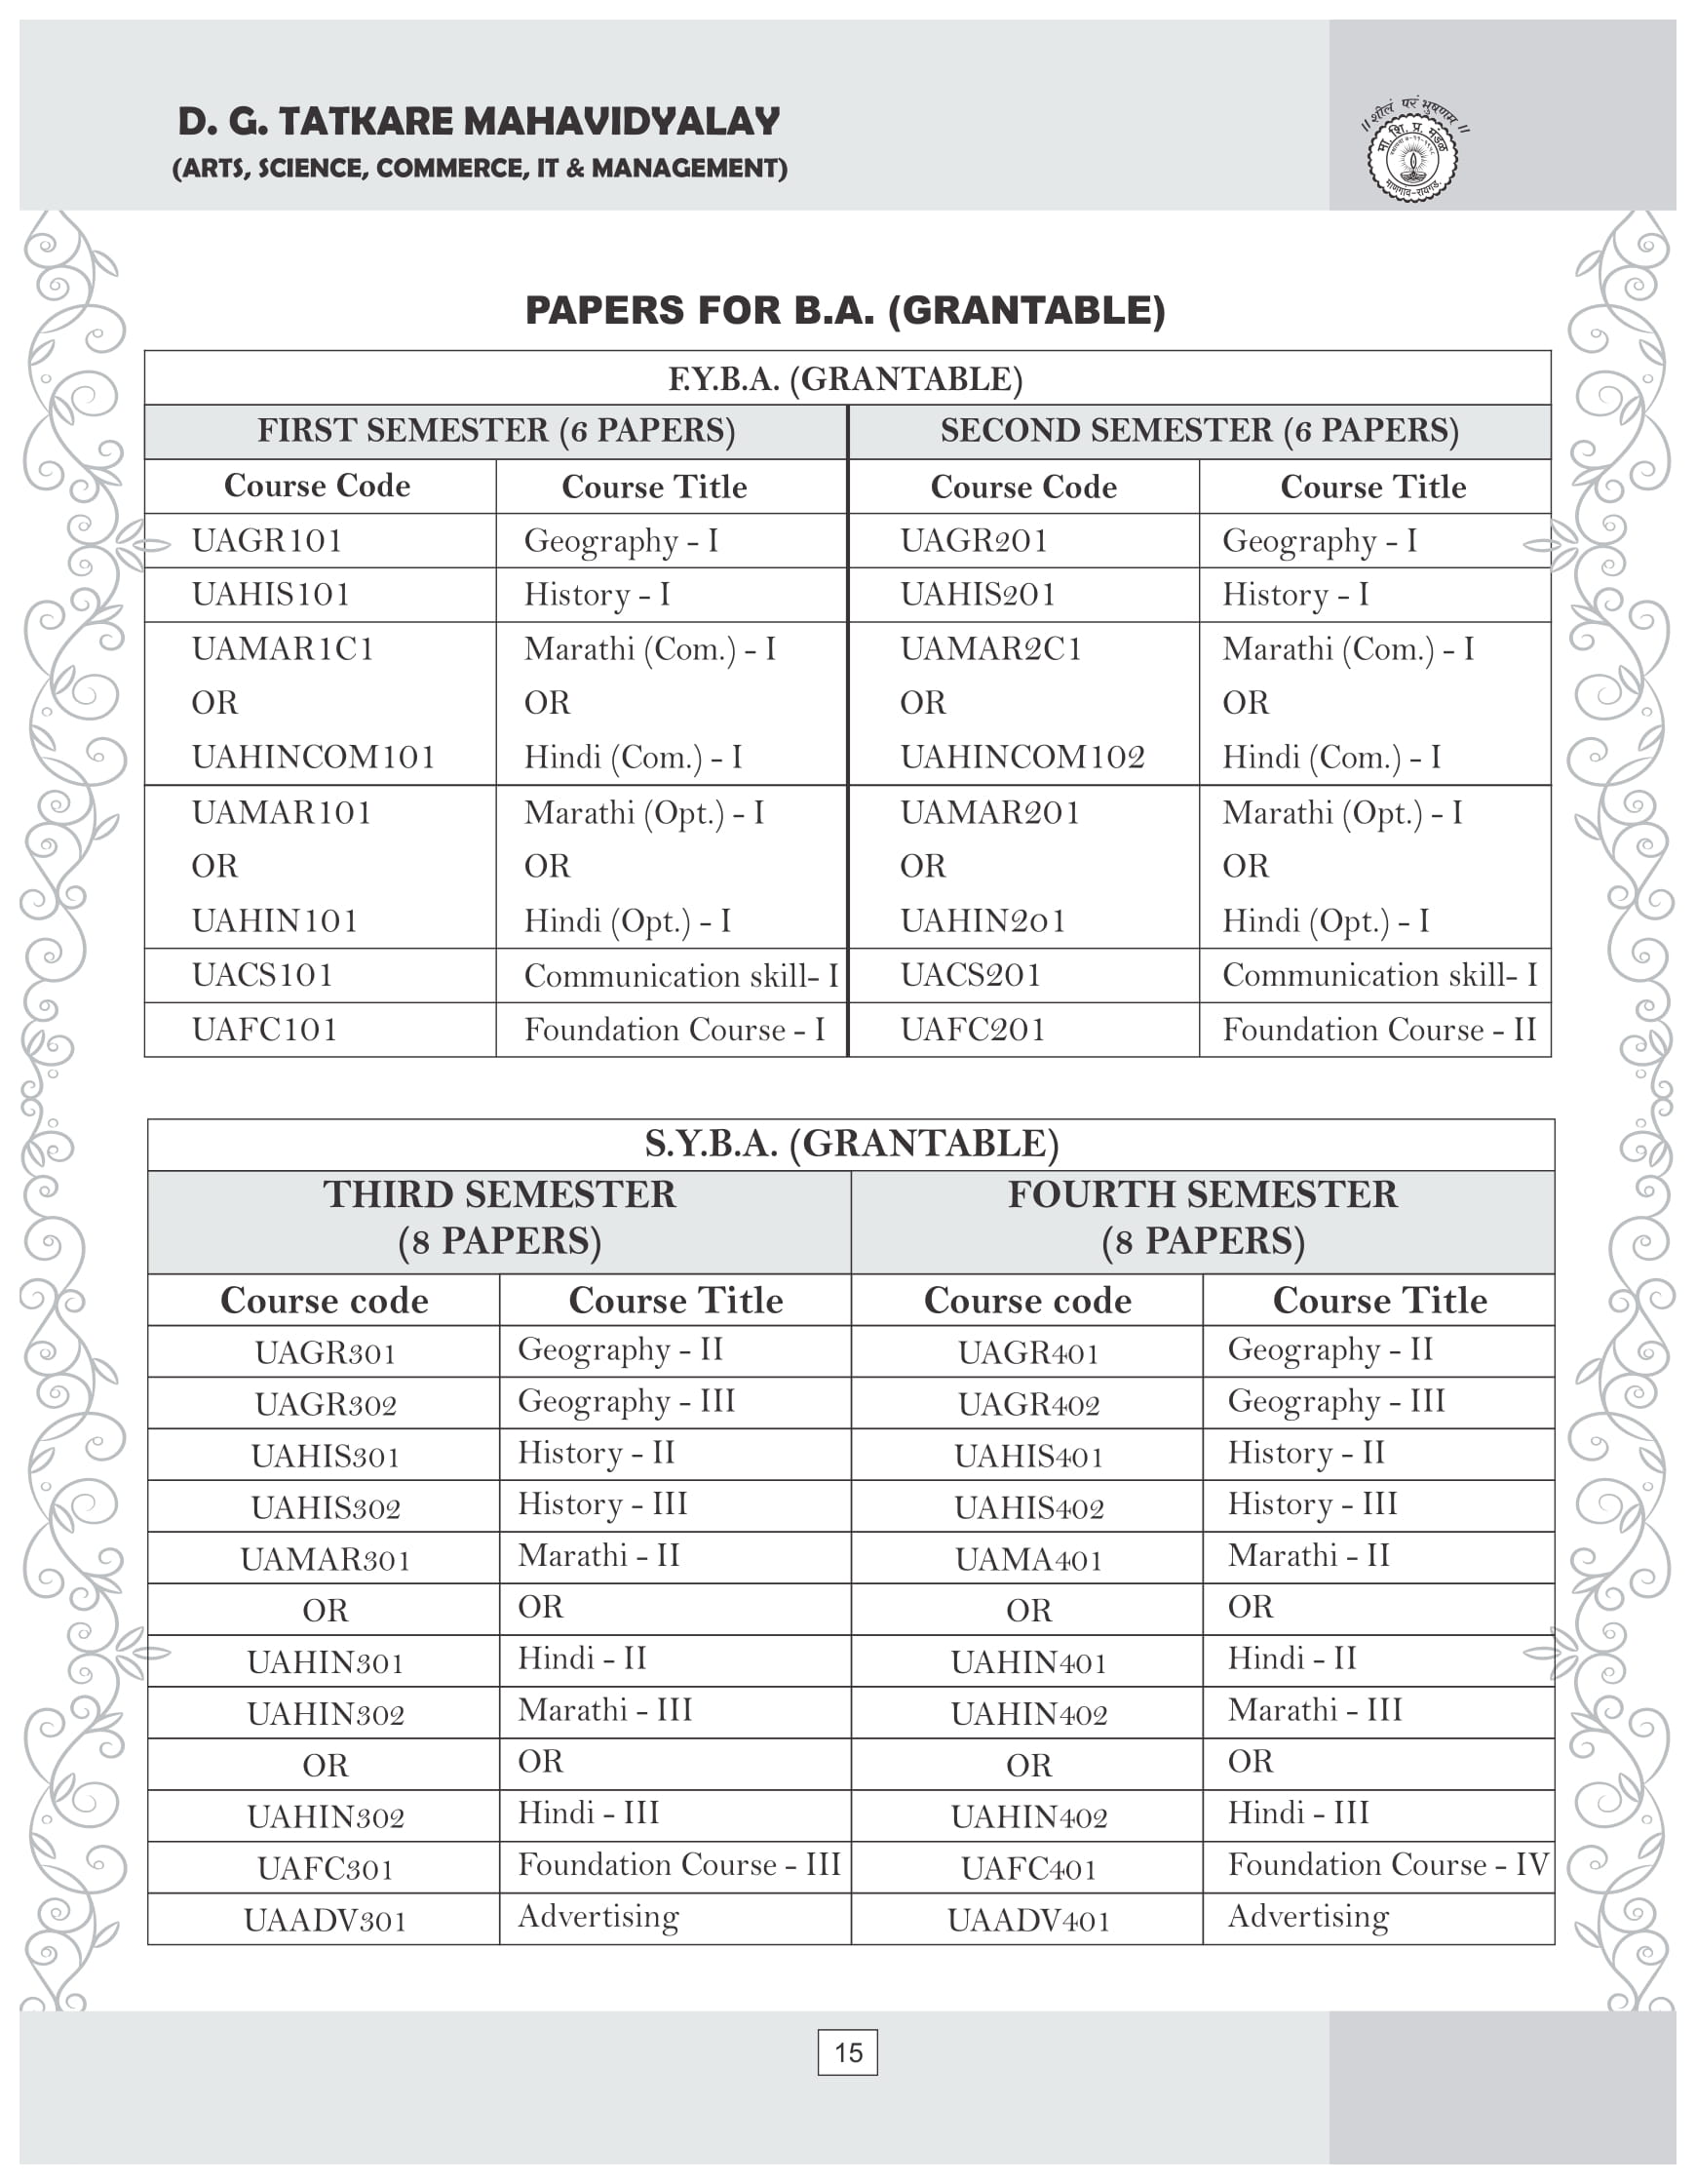 D. G. TATKARE MAHAVIDYALAY
(ARTS, SCIENCE, COMMERCE, IT & MANAGEMENT)
॥ शीलं परं भुषणम ॥
मा. शि. प्र. मंडळ
माणगांव-रायगड.
PAPERS FOR B.A. (GRANTABLE)
F.Y.B.A. (GRANTABLE)
FIRST SEMESTER (6 PAPERS) SECOND SEMESTER (6 PAPERS)
Course Code Course Title Course Code Course Title
UAGR101 Geography - I UAGR201 Geography - I
UAHIS101 History - I UAHIS201 History - I
UAMAR1C1 Marathi (Com.) - I UAMAR2C1 Marathi (Com.) - I
OR OR OR OR
UAHINCOM101 Hindi (Com.) - I UAHINCOM102 Hindi (Com.) - I
UAMAR101 Marathi (Opt.) - I UAMAR201 Marathi (Opt.) - I
OR OR OR OR
UAHIN101 Hindi (Opt.) - I UAHIN2o1 Hindi (Opt.) - I
UACS101 Communication skill- I UACS201 Communication skill- I
UAFC101 Foundation Course - I UAFC201 Foundation Course - II
S.Y.B.A. (GRANTABLE)
THIRD SEMESTER FOURTH SEMESTER
(8 PAPERS) (8 PAPERS)
Course code Course Title Course code Course Title
UAGR301 Geography - II UAGR401 Geography - II
UAGR302 Geography - III UAGR402 Geography - III
UAHIS301 History - II UAHIS401 History - II
UAHIS302 History - III UAHIS402 History - III
UAMAR301 Marathi - II UAMA401 Marathi - II
OR OR OR OR
UAHIN301 Hindi - II UAHIN401 Hindi - II
UAHIN302 Marathi - III UAHIN402 Marathi - III
OR OR OR OR
UAHIN302 Hindi - III UAHIN402 Hindi - III
UAFC301 Foundation Course - III UAFC401 Foundation Course - IV
UAADV301 Advertising UAADV401 Advertising
15